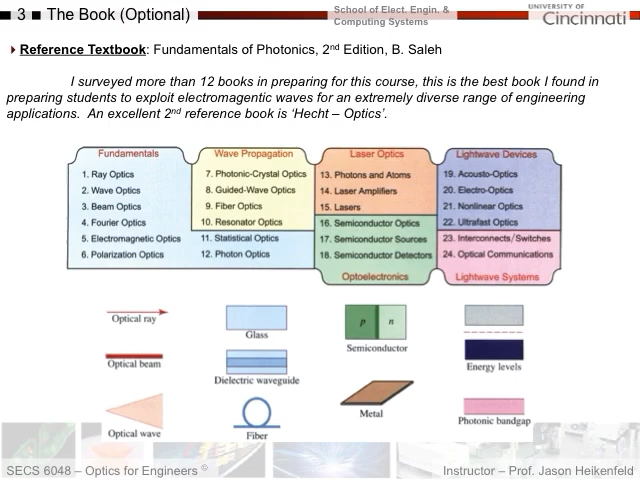 3 ■ The Book (Optional)
School of Elect. Engin. &
Computing Systems
UNIVERSITY OF
Cincinnati
Reference Textbook: Fundamentals of Photonics, 2nd Edition, B. Saleh
I surveyed more than 12 books in preparing for this course, this is the best book I found in
preparing students to exploit electromagentic waves for an extremely diverse range of engineering
applications. An excellent 2nd reference book is ‘Hecht – Optics’.
Fundamentals
1. Ray Optics
2. Wave Optics
3. Beam Optics
4. Fourier Optics
5. Electromagnetic Optics
6. Polarization Optics
Wave Propagation
7. Photonic-Crystal Optics
8. Guided-Wave Optics
9. Fiber Optics
10. Resonator Optics
11. Statistical Optics
12. Photon Optics
Laser Optics
13. Photons and Atoms
14. Laser Amplifiers
15. Lasers
16. Semiconductor Optics
17. Semiconductor Sources
18. Semiconductor Detectors
Optoelectronics
Lightwave Devices
19. Acousto-Optics
20. Electro-Optics
21. Nonlinear Optics
22. Ultrafast Optics
23. Interconnects/Switches
24. Optical Communications
Lightwave Systems
Optical ray
Glass
p n
Semiconductor
Optical beam
Dielectric waveguide
Energy levels
Metal
Optical wave
Fiber
Photonic bandgap
SECS 6048 – Optics for Engineers ©
Instructor – Prof. Jason Heikenfeld